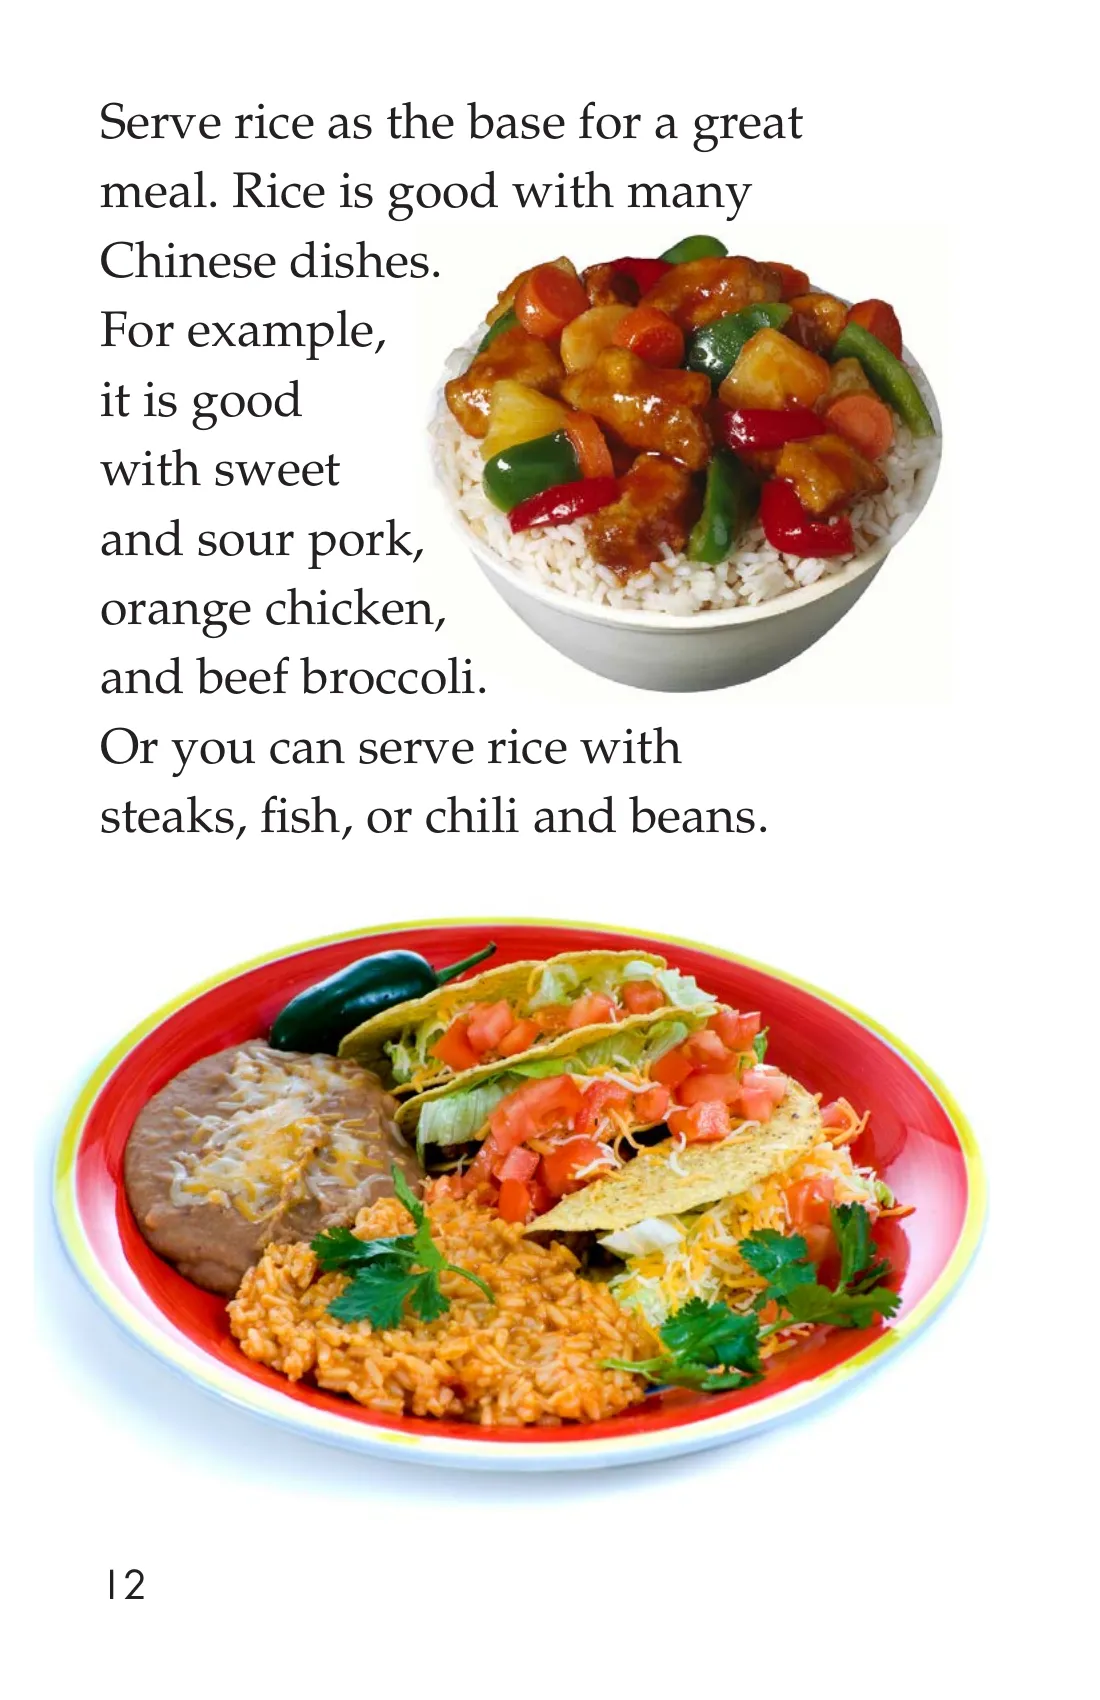 Serve rice as the base for a great
meal. Rice is good with many
Chinese dishes.
For example,
it is good
with sweet
and sour pork,
orange chicken,
and beef broccoli.
Or you can serve rice with
steaks, fish, or chili and beans.
12